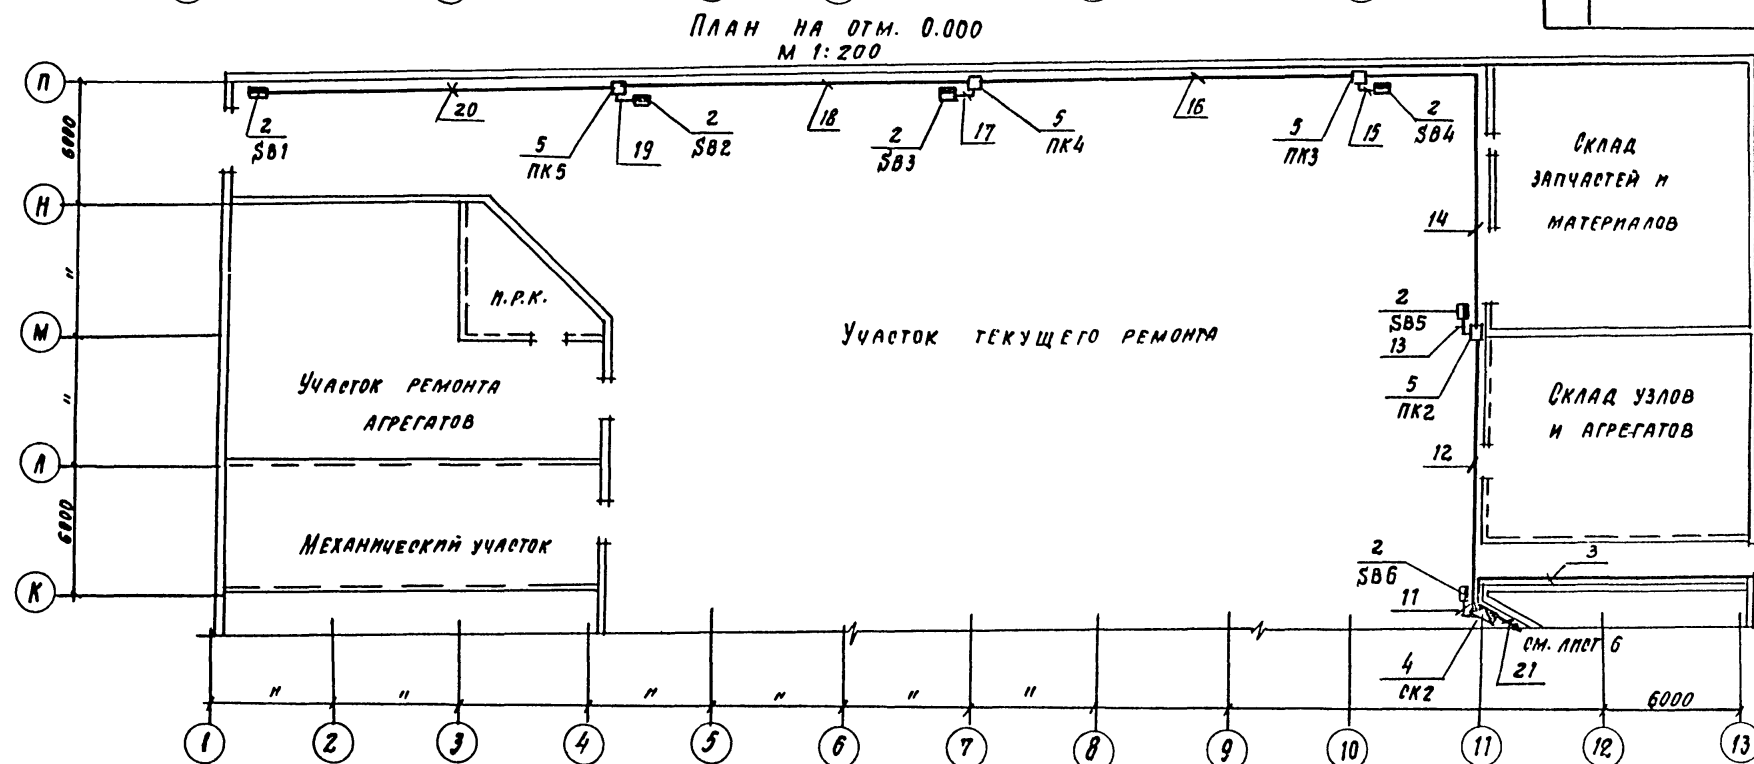 План на отм. 0.000
М 1:200
П
Н
М
Л
К
6000
"
"
6000
2
SB1
20
5
ПК5
19
2
SB2
18
2
SB3
17
5
ПК4
16
5
ПК3
15
2
SB4
Склад
запчастей и
материалов
14
И.Р.К.
Участок текущего ремонта
2
SB5
13
5
ПК2
Участок ремонта
агрегатов
Склад узлов
и агрегатов
12
Механический участок
2
SB6
11
3
см. лист 6
4
СК2
21
"
"
"
"
"
"
6000
1
2
3
4
5
6
7
8
9
10
11
12
13